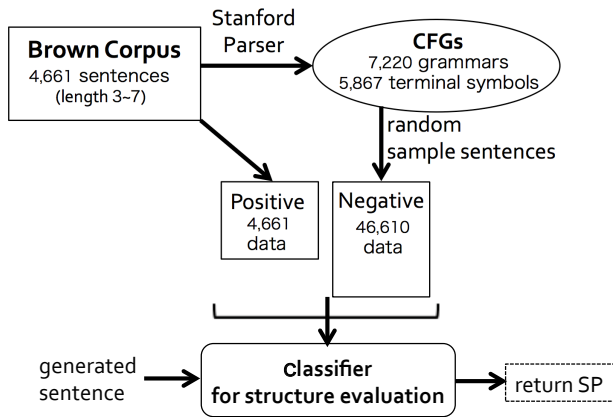 Stanford
Parser
Brown Corpus
4,661 sentences
(length 3~7)
CFGs
7,220 grammars
5,867 terminal symbols
random
sample sentences
Positive
4,661
data
Negative
46,610
data
generated
sentence
Classifier
for structure evaluation
return SP